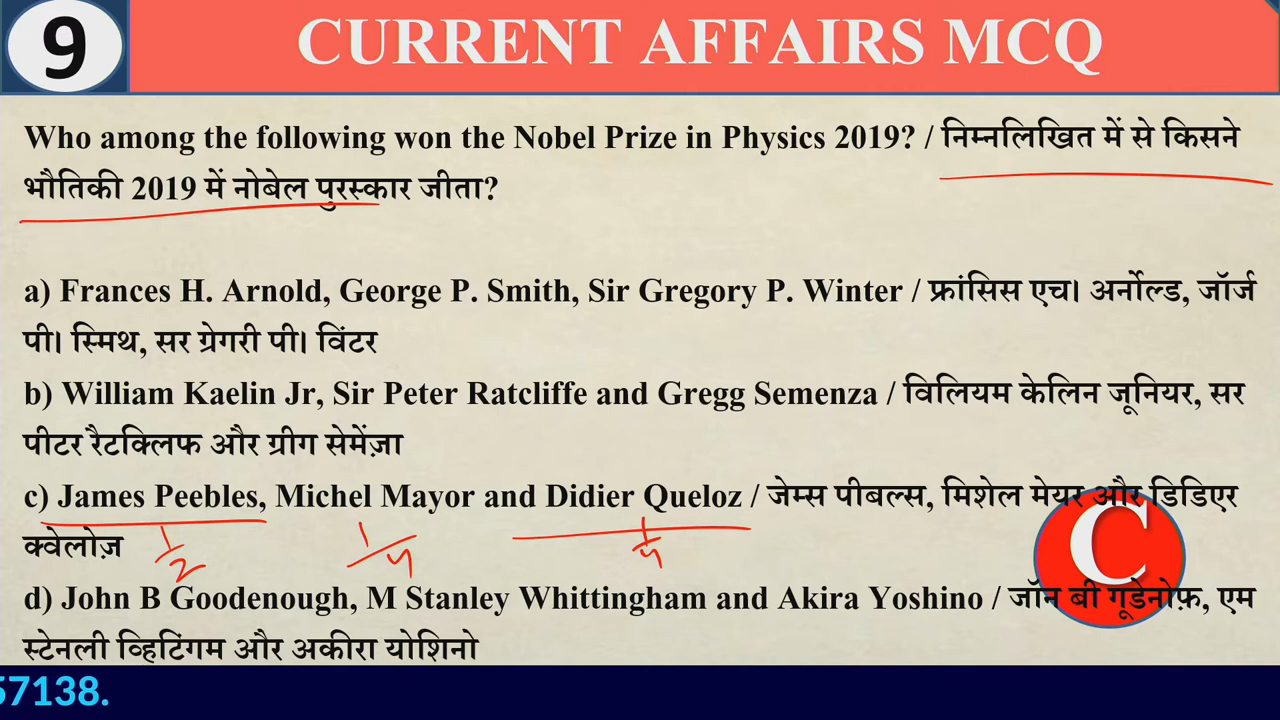 9
CURRENT AFFAIRS MCQ
Who among the following won the Nobel Prize in Physics 2019? / निम्नलिखित में से किसने
भौतिकी 2019 में नोबेल पुरस्कार जीता?
a) Frances H. Arnold, George P. Smith, Sir Gregory P. Winter / फ्रांसिस एच। अर्नोल्ड, जॉर्ज
पी। स्मिथ, सर ग्रेगरी पी। विंटर
b) William Kaelin Jr, Sir Peter Ratcliffe and Gregg Semenza / विलियम केलिन जूनियर, सर
पीटर रैटक्लिफ और ग्रीग सेमेंज़ा
c) James Peebles, Michel Mayor and Didier Queloz / जेम्स पीबल्स, मिशेल मेयर और डिडिएर
क्वेलोज़
1/2 1/4 1/4
C
d) John B Goodenough, M Stanley Whittingham and Akira Yoshino / जॉन बी गूडेनोफ़, एम
स्टेनली व्हिटिंगम और अकीरा योशिनो
57138.